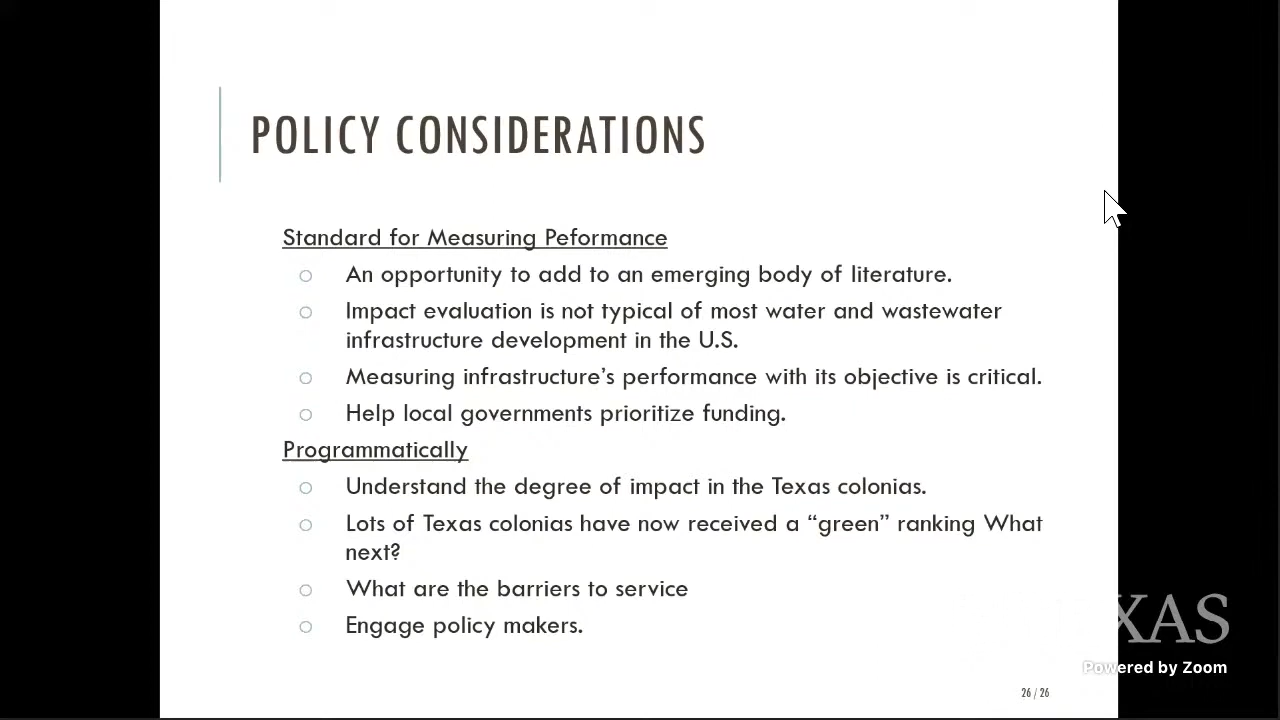 POLICY CONSIDERATIONS
Standard for Measuring Peformance
An opportunity to add to an emerging body of literature.
Impact evaluation is not typical of most water and wastewater
infrastructure development in the U.S.
Measuring infrastructure's performance with its objective is critical.
Help local governments prioritize funding.
Programmatically
Understand the degree of impact in the Texas colonias.
Lots of Texas colonias have now received a “green” ranking What
next?
What are the barriers to service
Engage policy makers.
XAS
Powered by Zoom
26 / 26